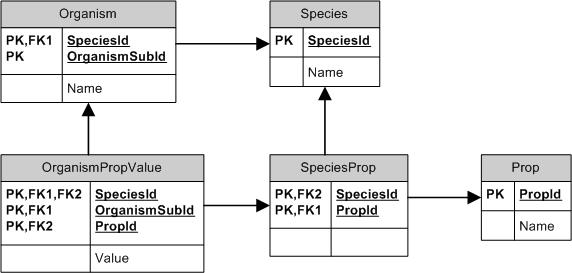 Organism
PK,FK1 SpeciesId
PK OrganismSubId
Name
Species
PK SpeciesId
Name
OrganismPropValue
PK,FK1,FK2 SpeciesId
PK,FK1 OrganismSubId
PK,FK2 PropId
Value
SpeciesProp
PK,FK2 SpeciesId
PK,FK1 PropId
Prop
PK PropId
Name